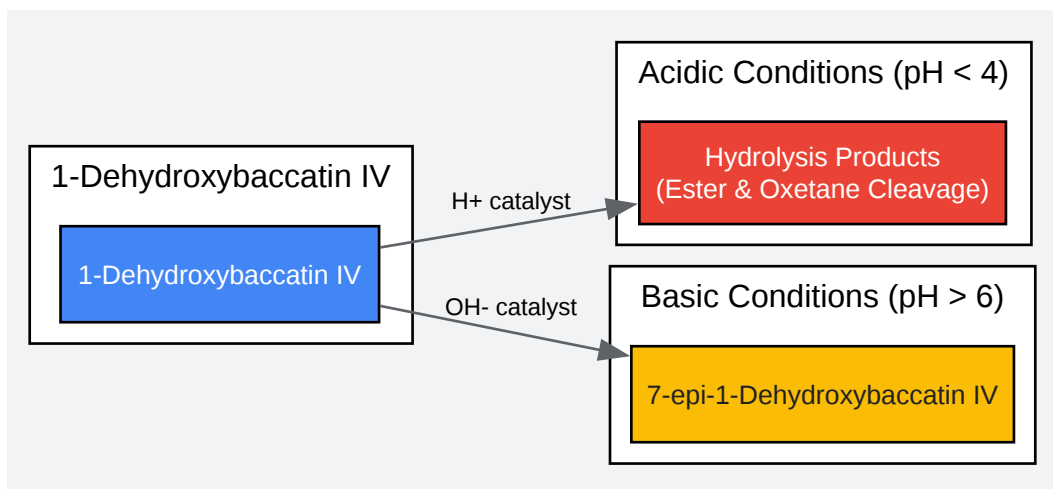 1-Dehydroxybaccatin IV
1-Dehydroxybaccatin IV
H+ catalyst
OH- catalyst
Acidic Conditions (pH < 4)
Hydrolysis Products
(Ester & Oxetane Cleavage)
Basic Conditions (pH > 6)
7-epi-1-Dehydroxybaccatin IV